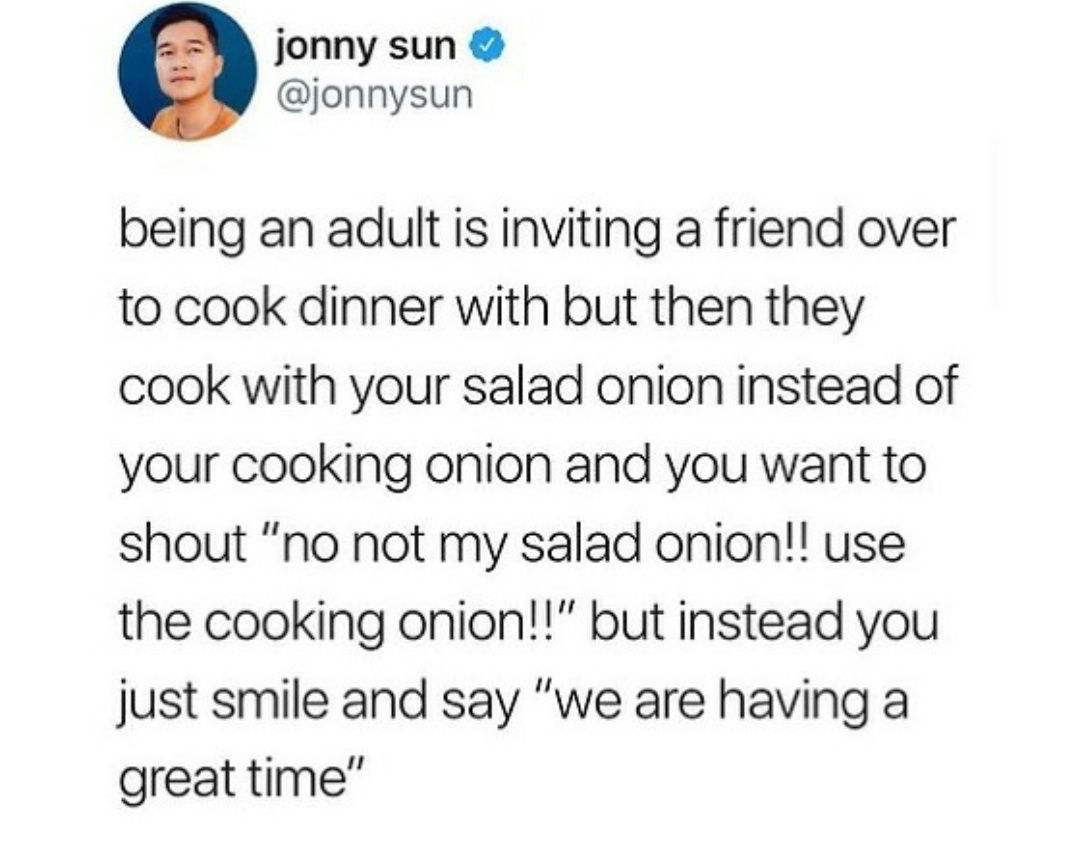 jonny sun
@jonnysun
being an adult is inviting a friend over
to cook dinner with but then they
cook with your salad onion instead of
your cooking onion and you want to
shout "no not my salad onion!! use
the cooking onion!!" but instead you
just smile and say "we are having a
great time"